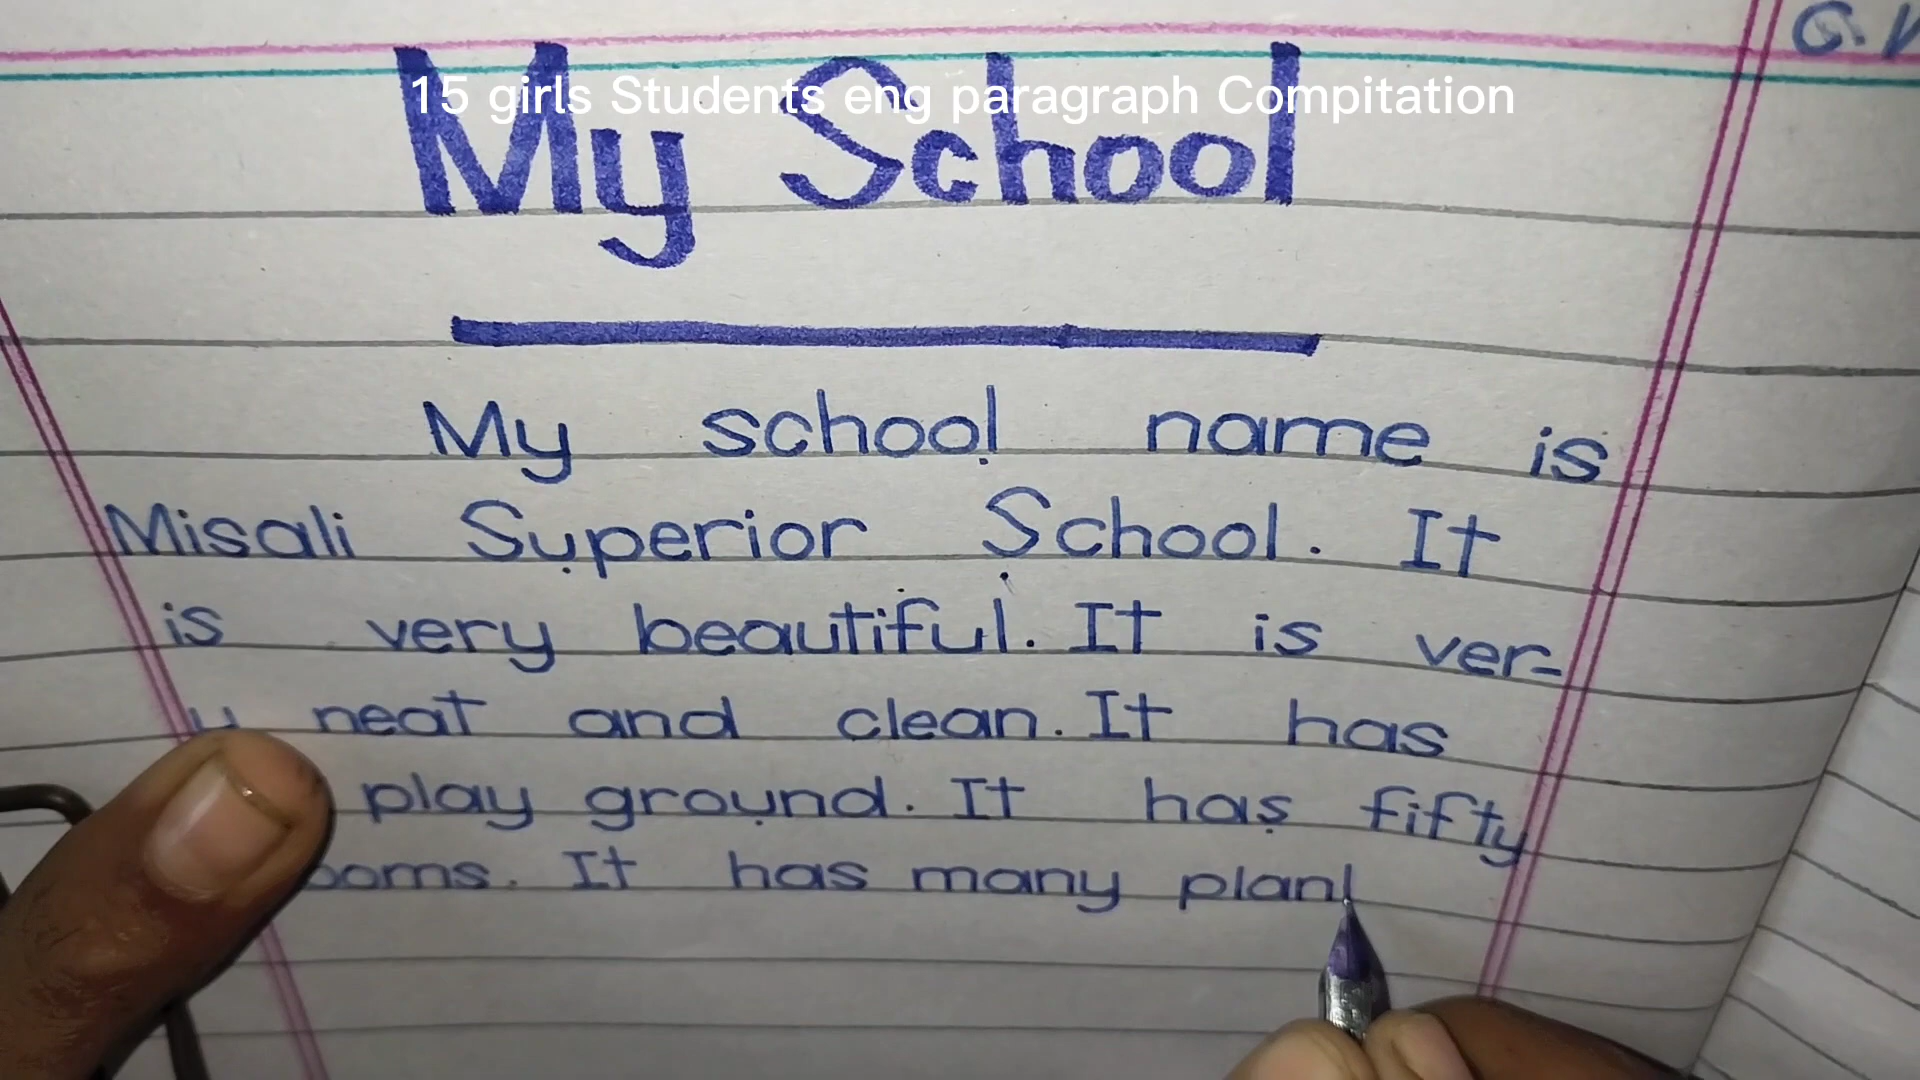 15 girls Students eng paragraph Compitation
My School
My school name is
Misali Superior School. It
is very beautiful. It is ver-
y neat and clean. It has
play ground. It has fifty
ooms. It has many plan